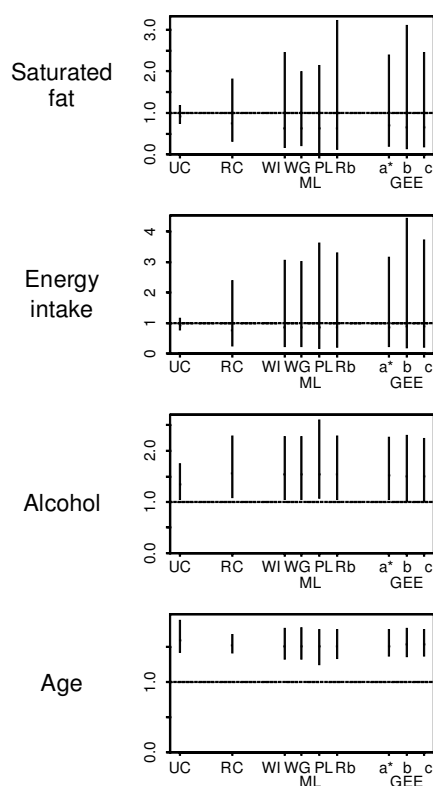 Saturated
fat
3.0
2.0
1.0
0.0
UC RC WI WG PL Rb a* b c
ML GEE
Energy
intake
4
3
2
1
0
UC RC WI WG PL Rb a* b c
ML GEE
Alcohol
2.0
1.0
0.0
UC RC WI WG PL Rb a* b c
ML GEE
Age
1.0
0.0
UC RC WI WG PL Rb a* b c
ML GEE